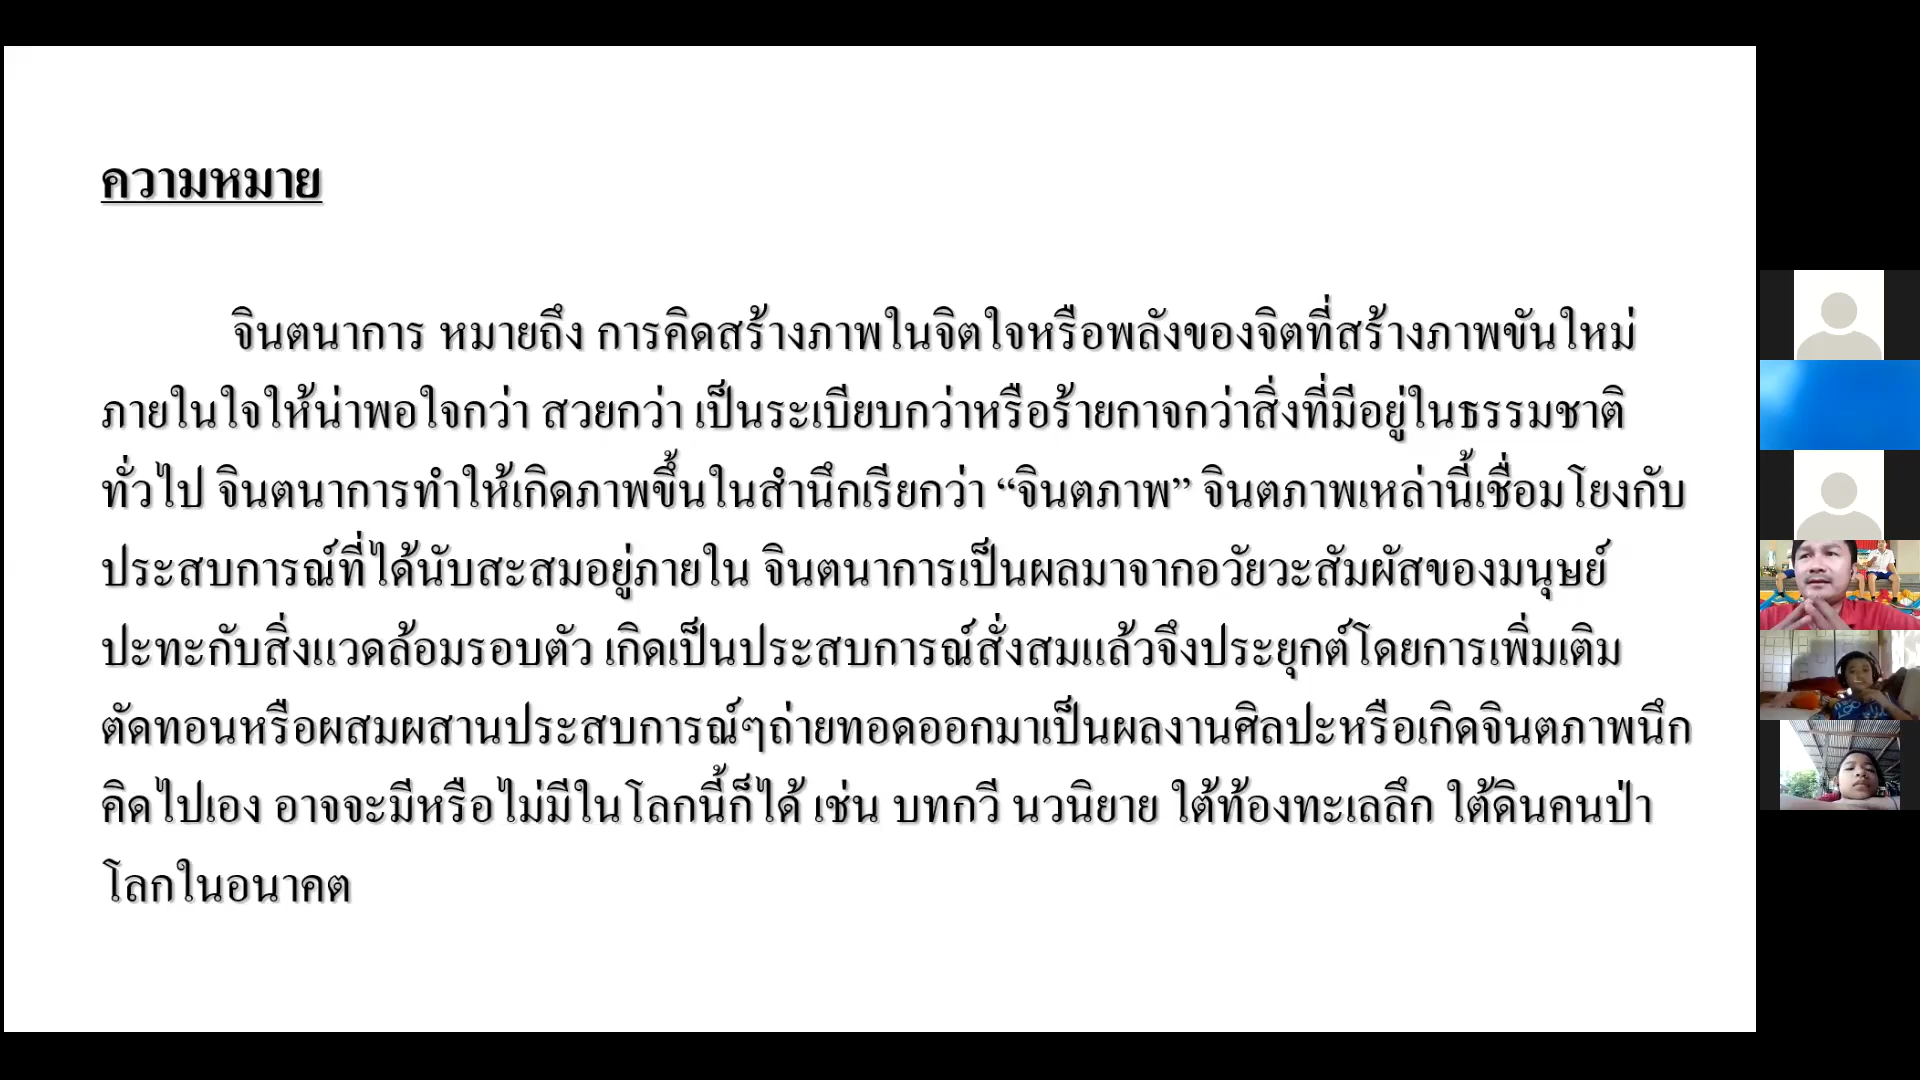 ความหมาย
จินตนาการ หมายถึง การคิดสร้างภาพในจิตใจหรือพลังของจิตที่สร้างภาพขันใหม่
ภายในใจให้น่าพอใจกว่า สวยกว่า เป็นระเบียบกว่าหรือร้ายกาจกว่าสิ่งที่มีอยู่ในธรรมชาติ
ทั่วไป จินตนาการทำให้เกิดภาพขึ้นในสำนึกเรียกว่า “จินตภาพ” จินตภาพเหล่านี้เชื่อมโยงกับ
ประสบการณ์ที่ได้นับสะสมอยู่ภายใน จินตนาการเป็นผลมาจากอวัยวะสัมผัสของมนุษย์
ปะทะกับสิ่งแวดล้อมรอบตัว เกิดเป็นประสบการณ์สั่งสมแล้วจึงประยุกต์โดยการเพิ่มเติม
ตัดทอนหรือผสมผสานประสบการณ์ๆถ่ายทอดออกมาเป็นผลงานศิลปะหรือเกิดจินตภาพนึก
คิดไปเอง อาจจะมีหรือไม่มีในโลกนี้ก็ได้ เช่น บทกวี นวนิยาย ใต้ท้องทะเลลึก ใต้ดินคนป่า
โลกในอนาคต